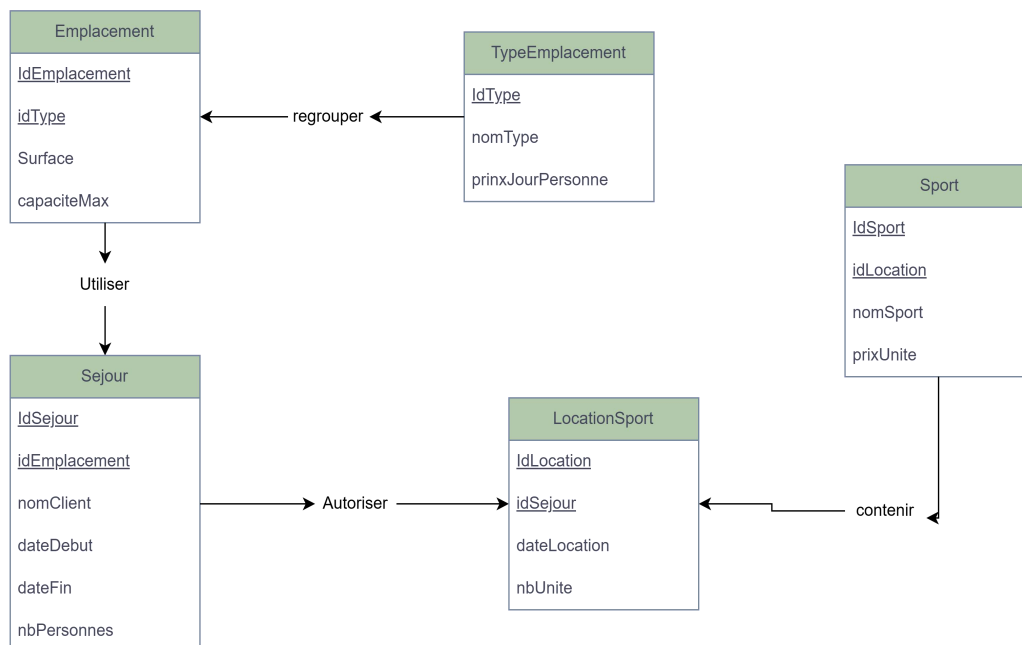 Emplacement
IdEmplacement
idType
Surface
capaciteMax
regrouper
TypeEmplacement
IdType
nomType
prinxJourPersonne
Sport
IdSport
idLocation
nomSport
prixUnite
Utiliser
Sejour
IdSejour
idEmplacement
nomClient
dateDebut
dateFin
nbPersonnes
Autoriser
LocationSport
IdLocation
idSejour
dateLocation
nbUnite
contenir